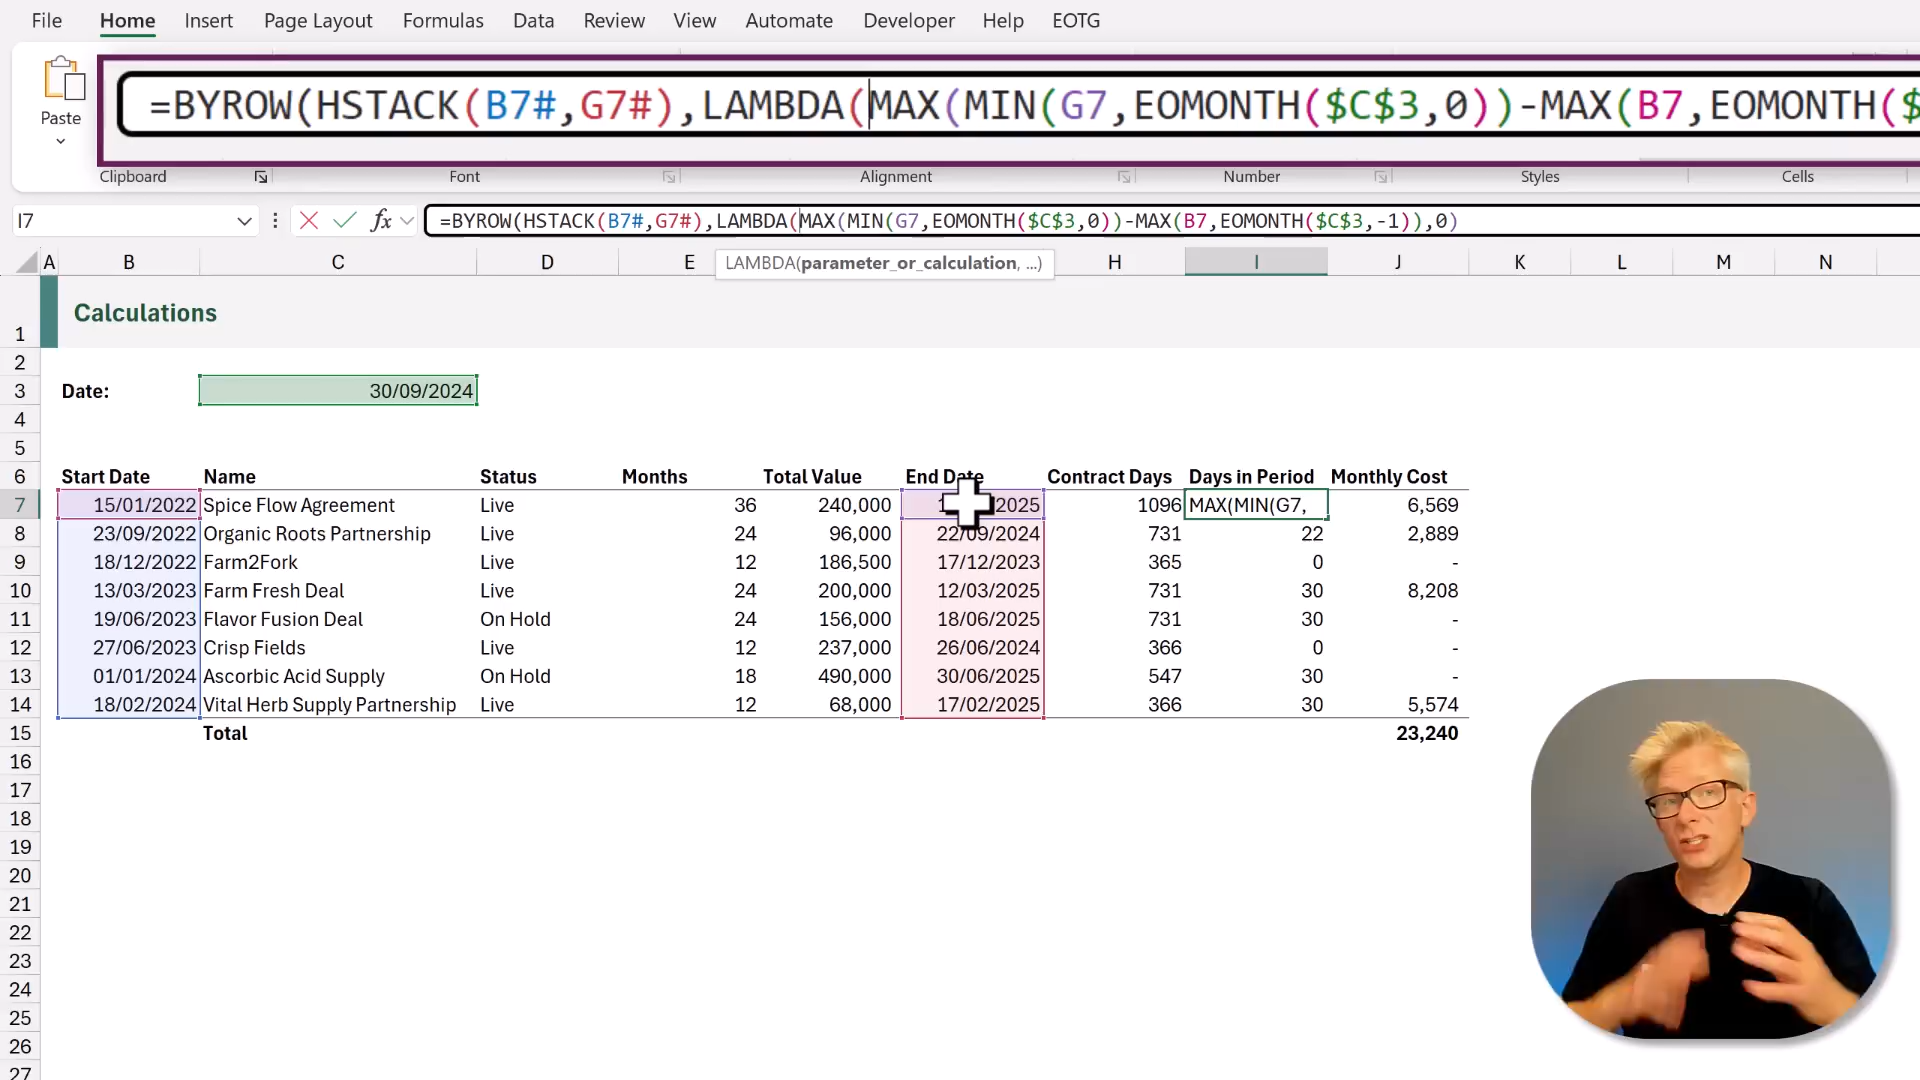 File Home Insert Page Layout Formulas Data Review View Automate Developer Help EOTG
Paste
=BYROW(HSTACK(B7#,G7#),LAMBDA(MAX(MIN(G7,EOMONTH($C$3,0))-MAX(B7,EOMONTH($
Clipboard Font Alignment Number Styles Cells
I7 fx =BYROW(HSTACK(B7#,G7#),LAMBDA(MAX(MIN(G7,EOMONTH($C$3,0))-MAX(B7,EOMONTH($C$3,-1)),0)
LAMBDA(parameter_or_calculation, ...)
A B C D E H I J K L M N
1 Calculations
2
3 Date: 30/09/2024
4
5
6 Start Date Name Status Months Total Value End Date Contract Days Days in Period Monthly Cost
7 15/01/2022 Spice Flow Agreement Live 36 240,000 2025 1096 MAX(MIN(G7, 6,569
8 23/09/2022 Organic Roots Partnership Live 24 96,000 22/09/2024 731 22 2,889
9 18/12/2022 Farm2Fork Live 12 186,500 17/12/2023 365 0 -
10 13/03/2023 Farm Fresh Deal Live 24 200,000 12/03/2025 731 30 8,208
11 19/06/2023 Flavor Fusion Deal On Hold 24 156,000 18/06/2025 731 30 -
12 27/06/2023 Crisp Fields Live 12 237,000 26/06/2024 366 0 -
13 01/01/2024 Ascorbic Acid Supply On Hold 18 490,000 30/06/2025 547 30 -
14 18/02/2024 Vital Herb Supply Partnership Live 12 68,000 17/02/2025 366 30 5,574
15 Total 23,240
16
17
18
19
20
21
22
23
24
25
26
27